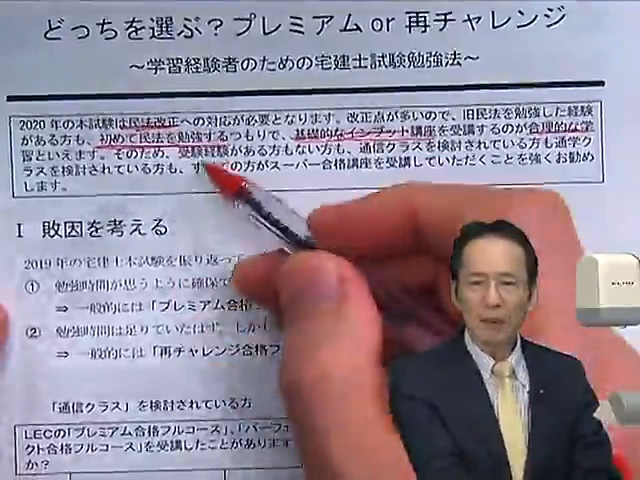 どっちを選ぶ?プレミアム or 再チャレンジ
～学習経験者のための宅建士試験勉強法～
2020 年の本試験は民法改正への対応が必要となります。改正点が多いので、旧民法を勉強した経験
がある方も、初めて民法を勉強するつもりで、基礎的なインプット講座を受講するのが合理的な学
習といえます。そのため、受験経験がある方もない方も、通信クラスを検討されている方も通学ク
ラスを検討されている方も、す の方がスーパー合格講座を受講していただくことを強くお勧め
します。
Ⅰ 敗因を考える
2019 年の宅建士本試験を振り返って
① 勉強時間が思うように確保で
⇒ 一般的には「プレミアム合格
② 勉強時間は足りていたはず。しかし
⇒ 一般的には「再チャレンジ合格フ
「通信クラス」を検討されている方
LECの「プレミアム合格フルコース」、「パーフェ
クト合格フルコース」を受講したことがあります
か?